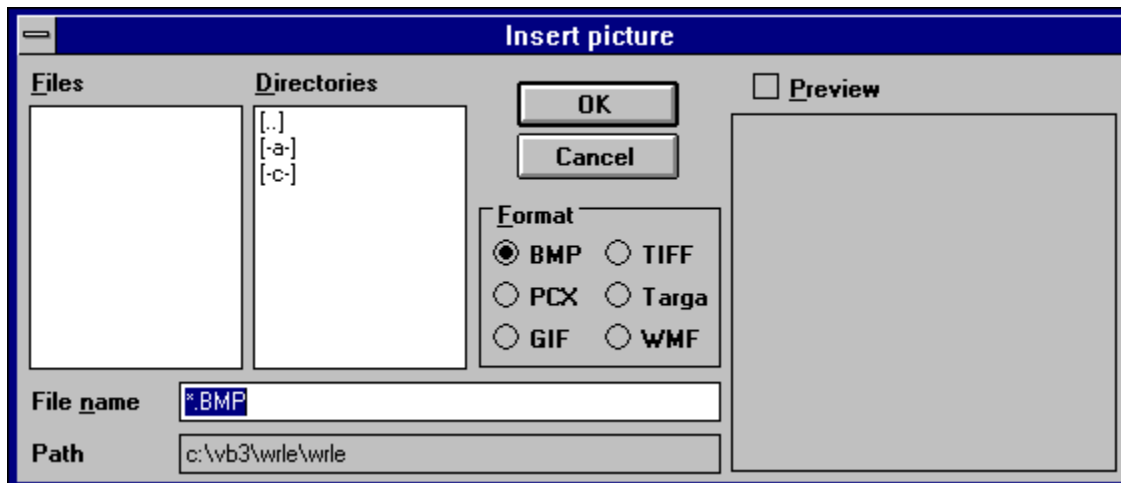 Insert picture
Files
Directories
[..]
[-a-]
[-c-]
OK
Cancel
Format
BMP
TIFF
PCX
Targa
GIF
WMF
Preview
File name
*.BMP
Path
c:\vb3\wrle\wrle